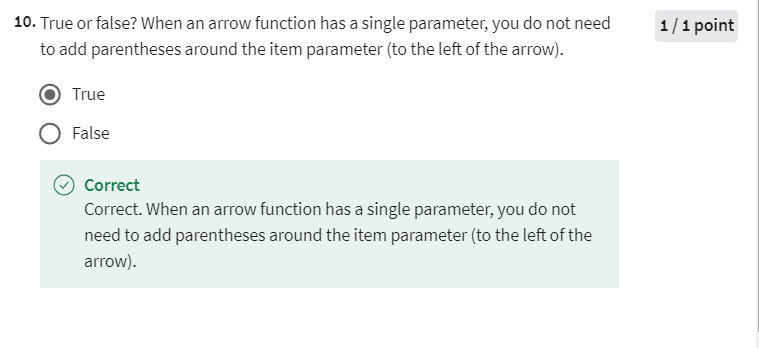 10. True or false? When an arrow function has a single parameter, you do not need
1 / 1 point
to add parentheses around the item parameter (to the left of the arrow).
True
False
Correct
Correct. When an arrow function has a single parameter, you do not
need to add parentheses around the item parameter (to the left of the
arrow).